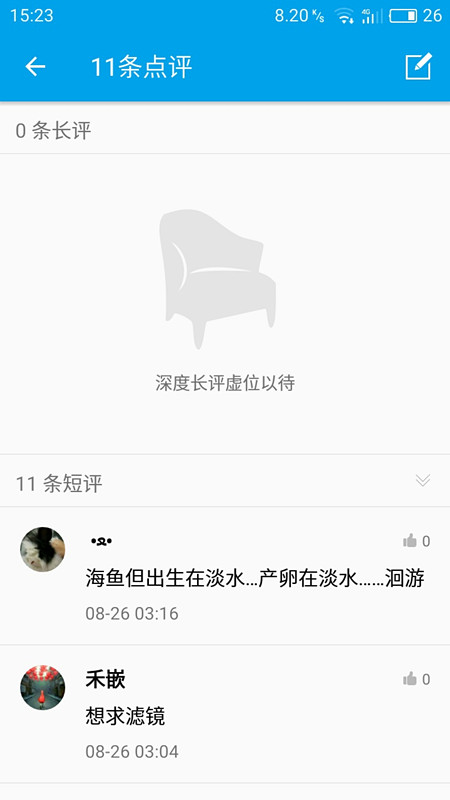 15:23 8.20 K/s 4G 26
11条点评
0 条长评
深度长评虚位以待
11 条短评
•ᴥ• 0
海鱼但出生在淡水...产卵在淡水......洄游
08-26 03:16
禾嵌 0
想求滤镜
08-26 03:04